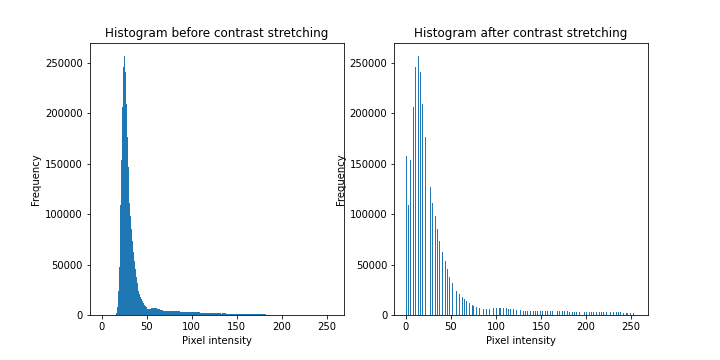 Histogram before contrast stretching
Histogram after contrast stretching
250000
200000
150000
100000
50000
0
Frequency
0 50 100 150 200 250
Pixel intensity
250000
200000
150000
100000
50000
0
Frequency
0 50 100 150 200 250
Pixel intensity